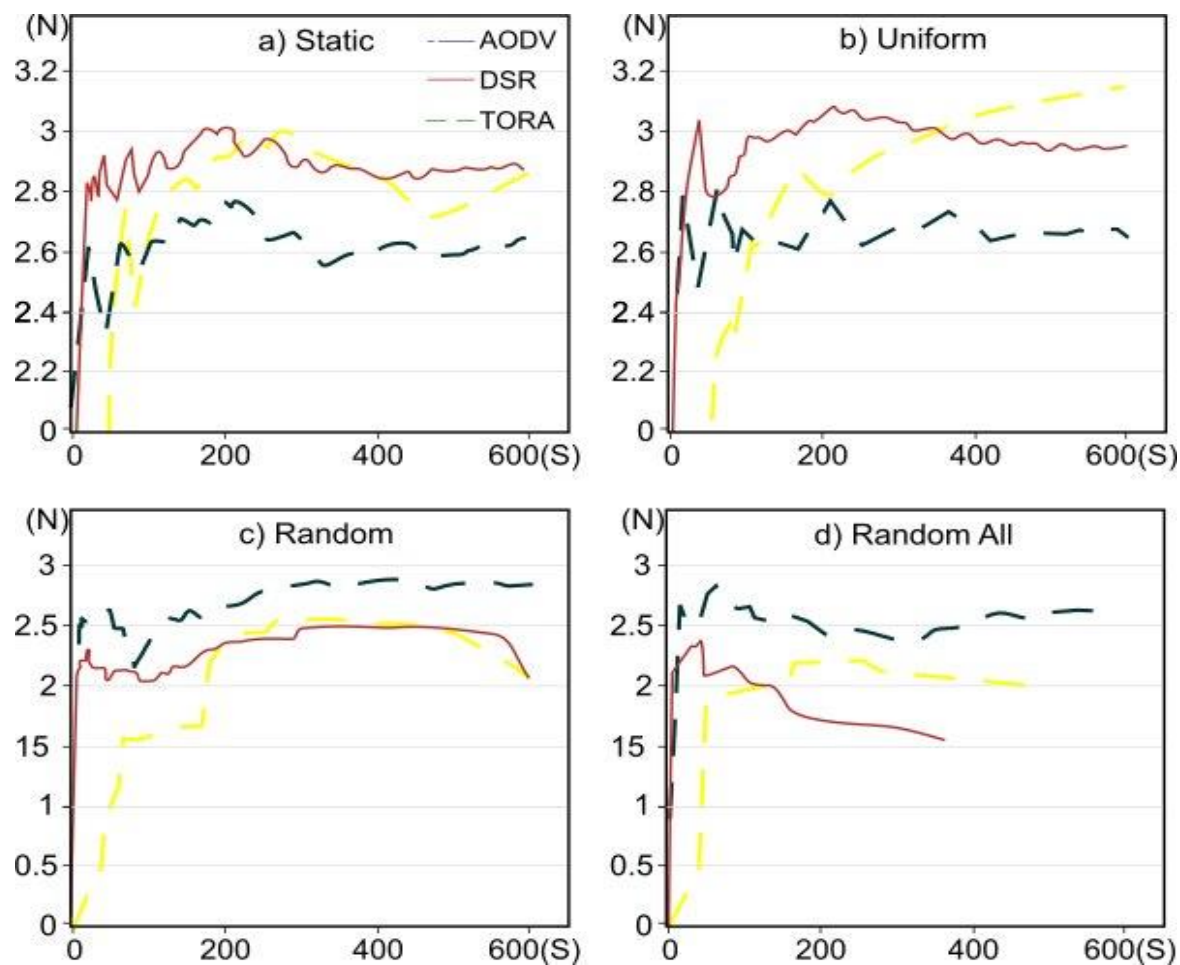 (N)
a) Static
AODV
DSR
TORA
3.2
3
2.8
2.6
2.4
2.2
0
0 200 400 600(S)
(N)
b) Uniform
3.2
3
2.8
2.6
2.4
2.2
0
0 200 400 600(S)
(N)
c) Random
3
2.5
2
15
1
0.5
0
0 200 400 600(S)
(N)
d) Random All
3
2.5
2
15
1
0.5
0
0 200 400 600(S)